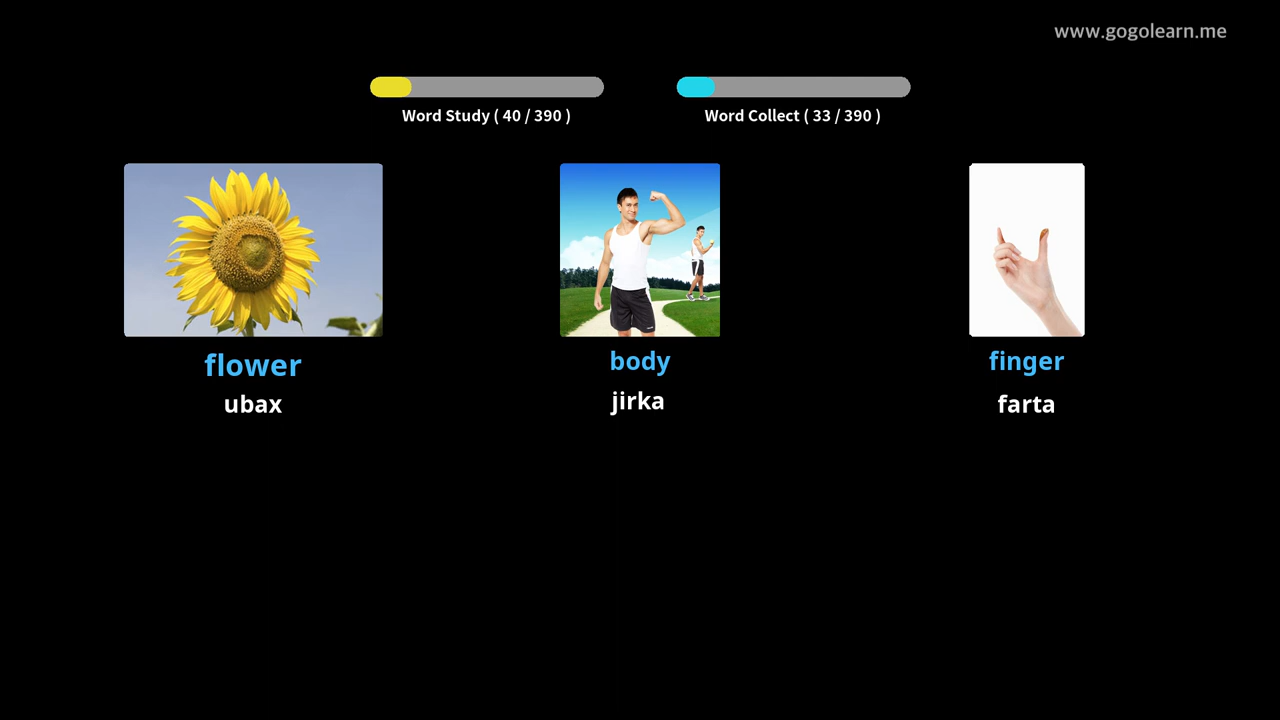 www.gogolearn.me
Word Study ( 40 / 390 )
Word Collect ( 33 / 390 )
flower
ubax
body
jirka
finger
farta